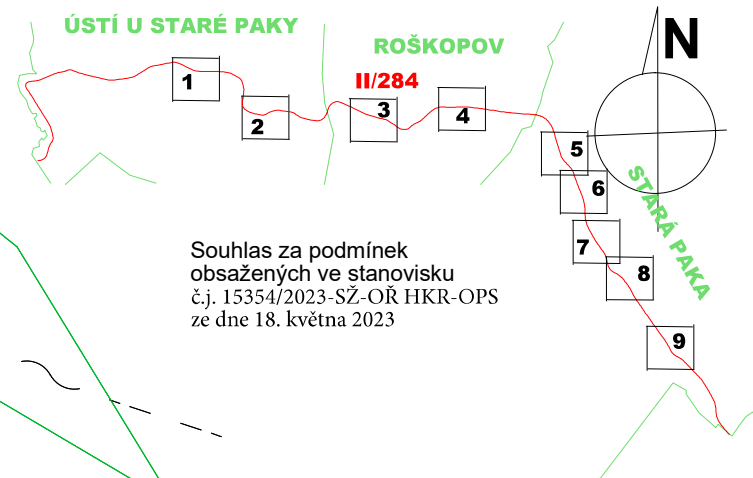 ÚSTÍ U STARÉ PAKY
ROŠKOPOV
N
II/284
1
2
3
4
5
6
7
8
9
STARÁ PAKA
Souhlas za podmínek
obsažených ve stanovisku
č.j. 15354/2023-SŽ-OŘ HKR-OPS
ze dne 18. května 2023